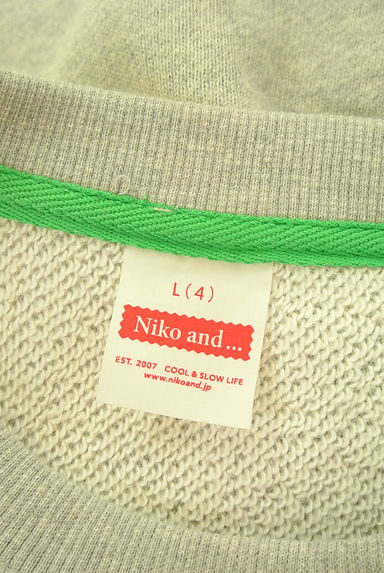 L(4)
Niko and ...
EST. 2007 COOL & SLOW LIFE
www.nikoand.jp